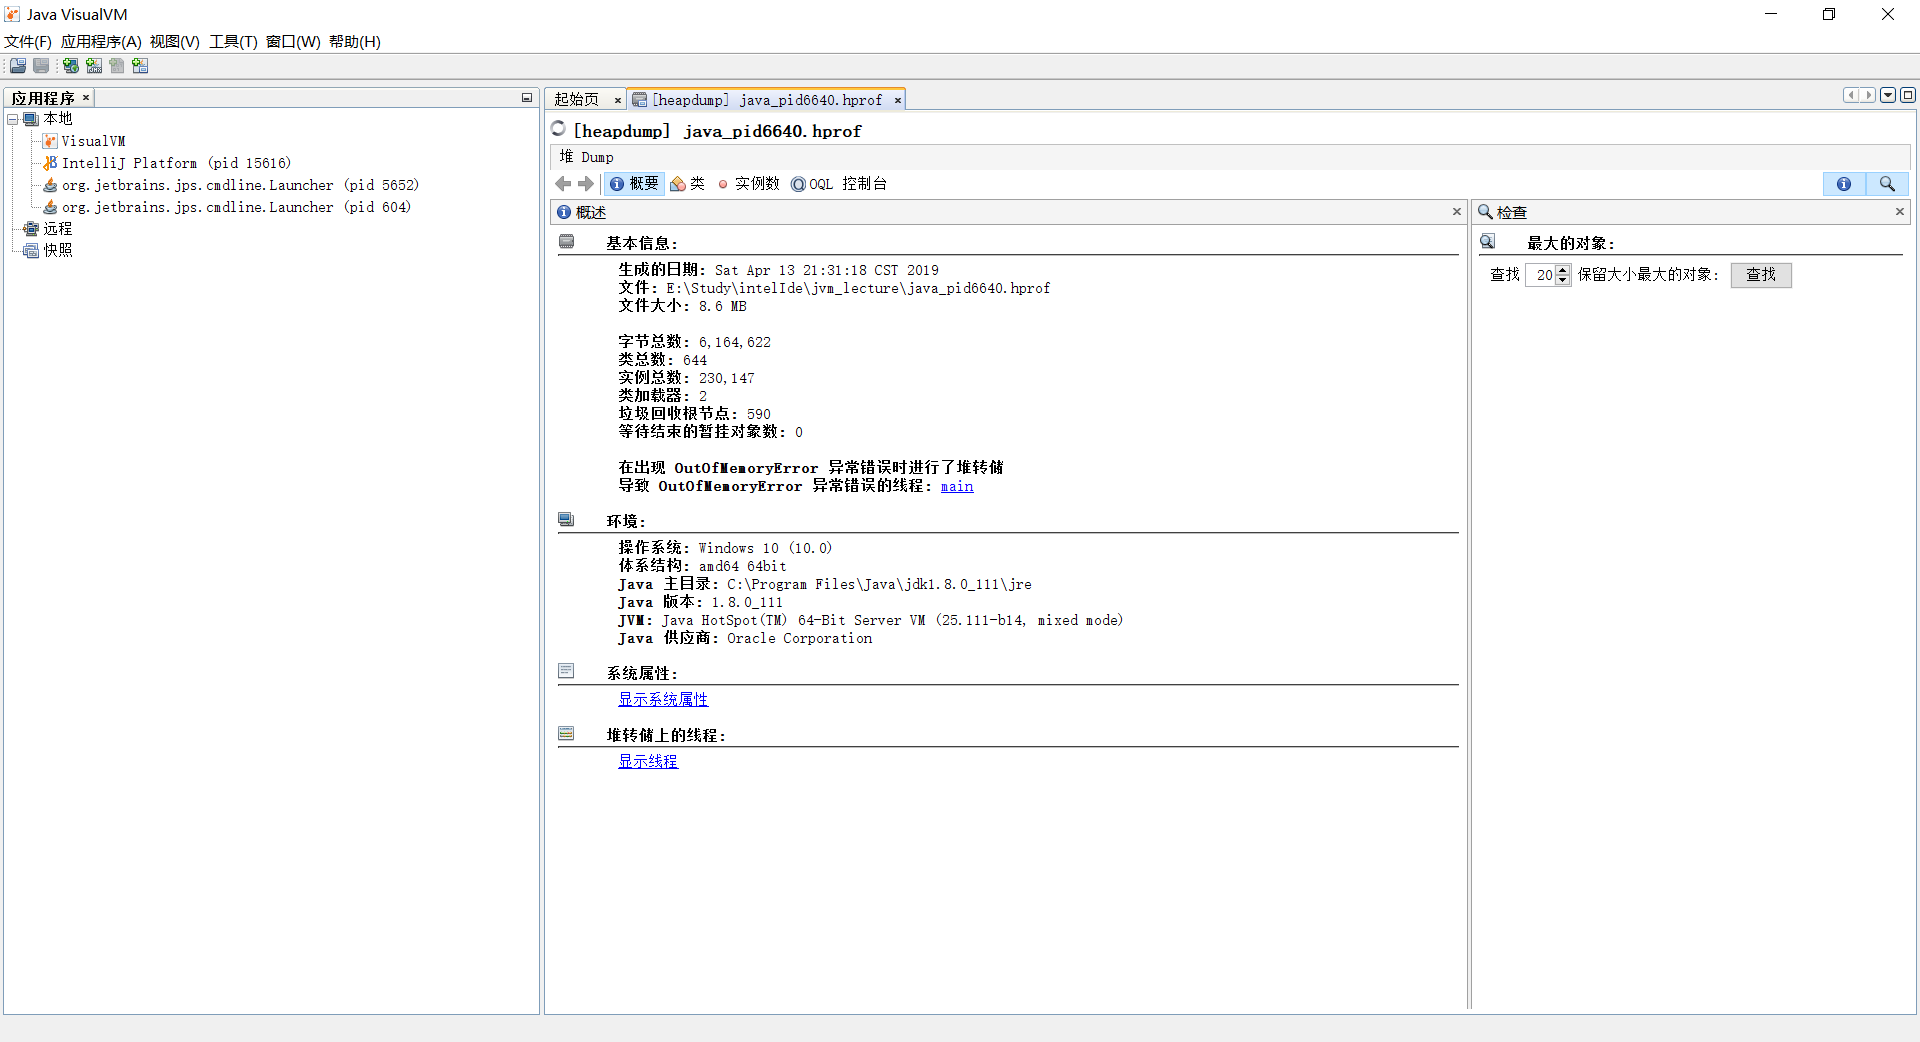 Java VisualVM
文件(F) 应用程序(A) 视图(V) 工具(T) 窗口(W) 帮助(H)
应用程序
本地
VisualVM
IntelliJ Platform (pid 15616)
org.jetbrains.jps.cmdline.Launcher (pid 5652)
org.jetbrains.jps.cmdline.Launcher (pid 604)
远程
快照
起始页 [heapdump] java_pid6640.hprof
[heapdump] java_pid6640.hprof
堆 Dump
概要 类 实例数 OQL 控制台
概述
基本信息:
生成的日期: Sat Apr 13 21:31:18 CST 2019
文件: E:\Study\intelIde\jvm_lecture\java_pid6640.hprof
文件大小: 8.6 MB
字节总数: 6,164,622
类总数: 644
实例总数: 230,147
类加载器: 2
垃圾回收根节点: 590
等待结束的暂挂对象数: 0
在出现 OutOfMemoryError 异常错误时进行了堆转储
导致 OutOfMemoryError 异常错误的线程: main
环境:
操作系统: Windows 10 (10.0)
体系结构: amd64 64bit
Java 主目录: C:\Program Files\Java\jdk1.8.0_111\jre
Java 版本: 1.8.0_111
JVM: Java HotSpot(TM) 64-Bit Server VM (25.111-b14, mixed mode)
Java 供应商: Oracle Corporation
系统属性:
显示系统属性
堆转储上的线程:
显示线程
检查
最大的对象:
查找 20 保留大小最大的对象: 查找